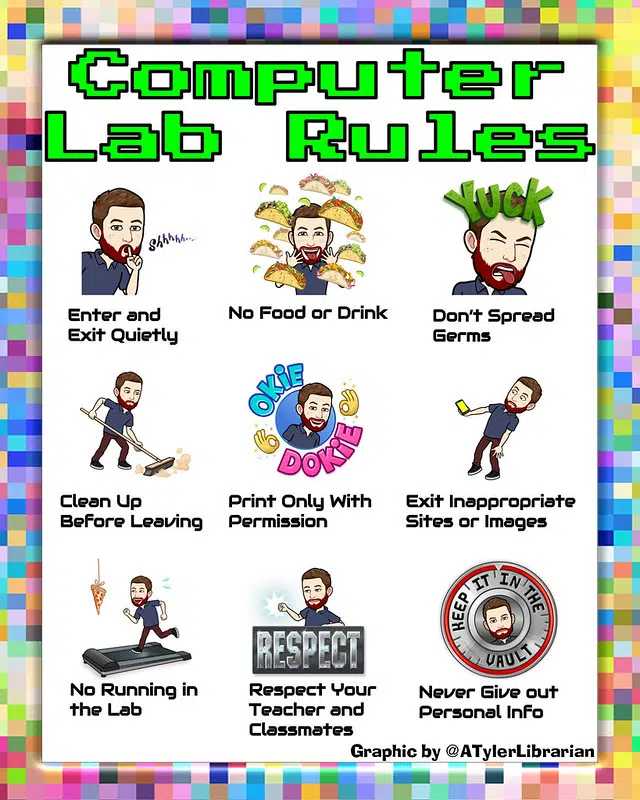 Computer
Lab Rules
shhhhh....
YUCK
Enter and
Exit Quietly
No Food or Drink
Don't Spread
Germs
OKIE
DOKIE
Clean Up
Before Leaving
Print Only With
Permission
Exit Inappropriate
Sites or Images
RESPECT
KEEP IT IN THE
VAULT
No Running in
the Lab
Respect Your
Teacher and
Classmates
Never Give out
Personal Info
Graphic by @ATylerLibrarian